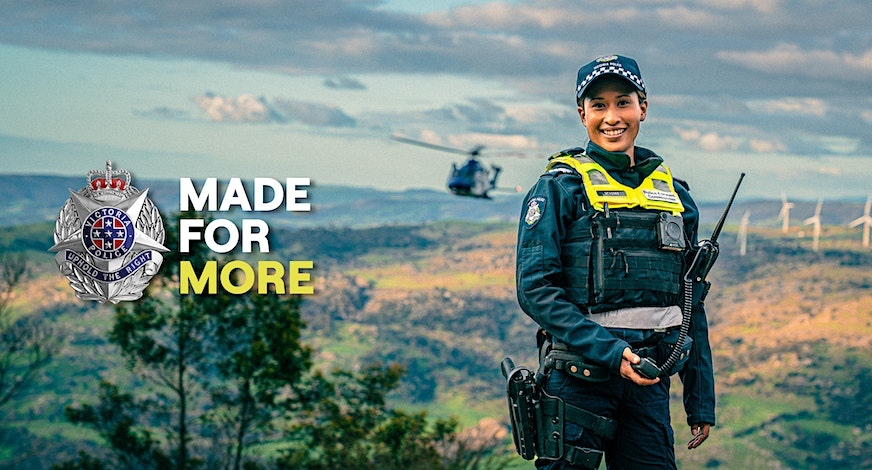 VICTORIA
POLICE
UPHOLD THE RIGHT
MADE
FOR
MORE